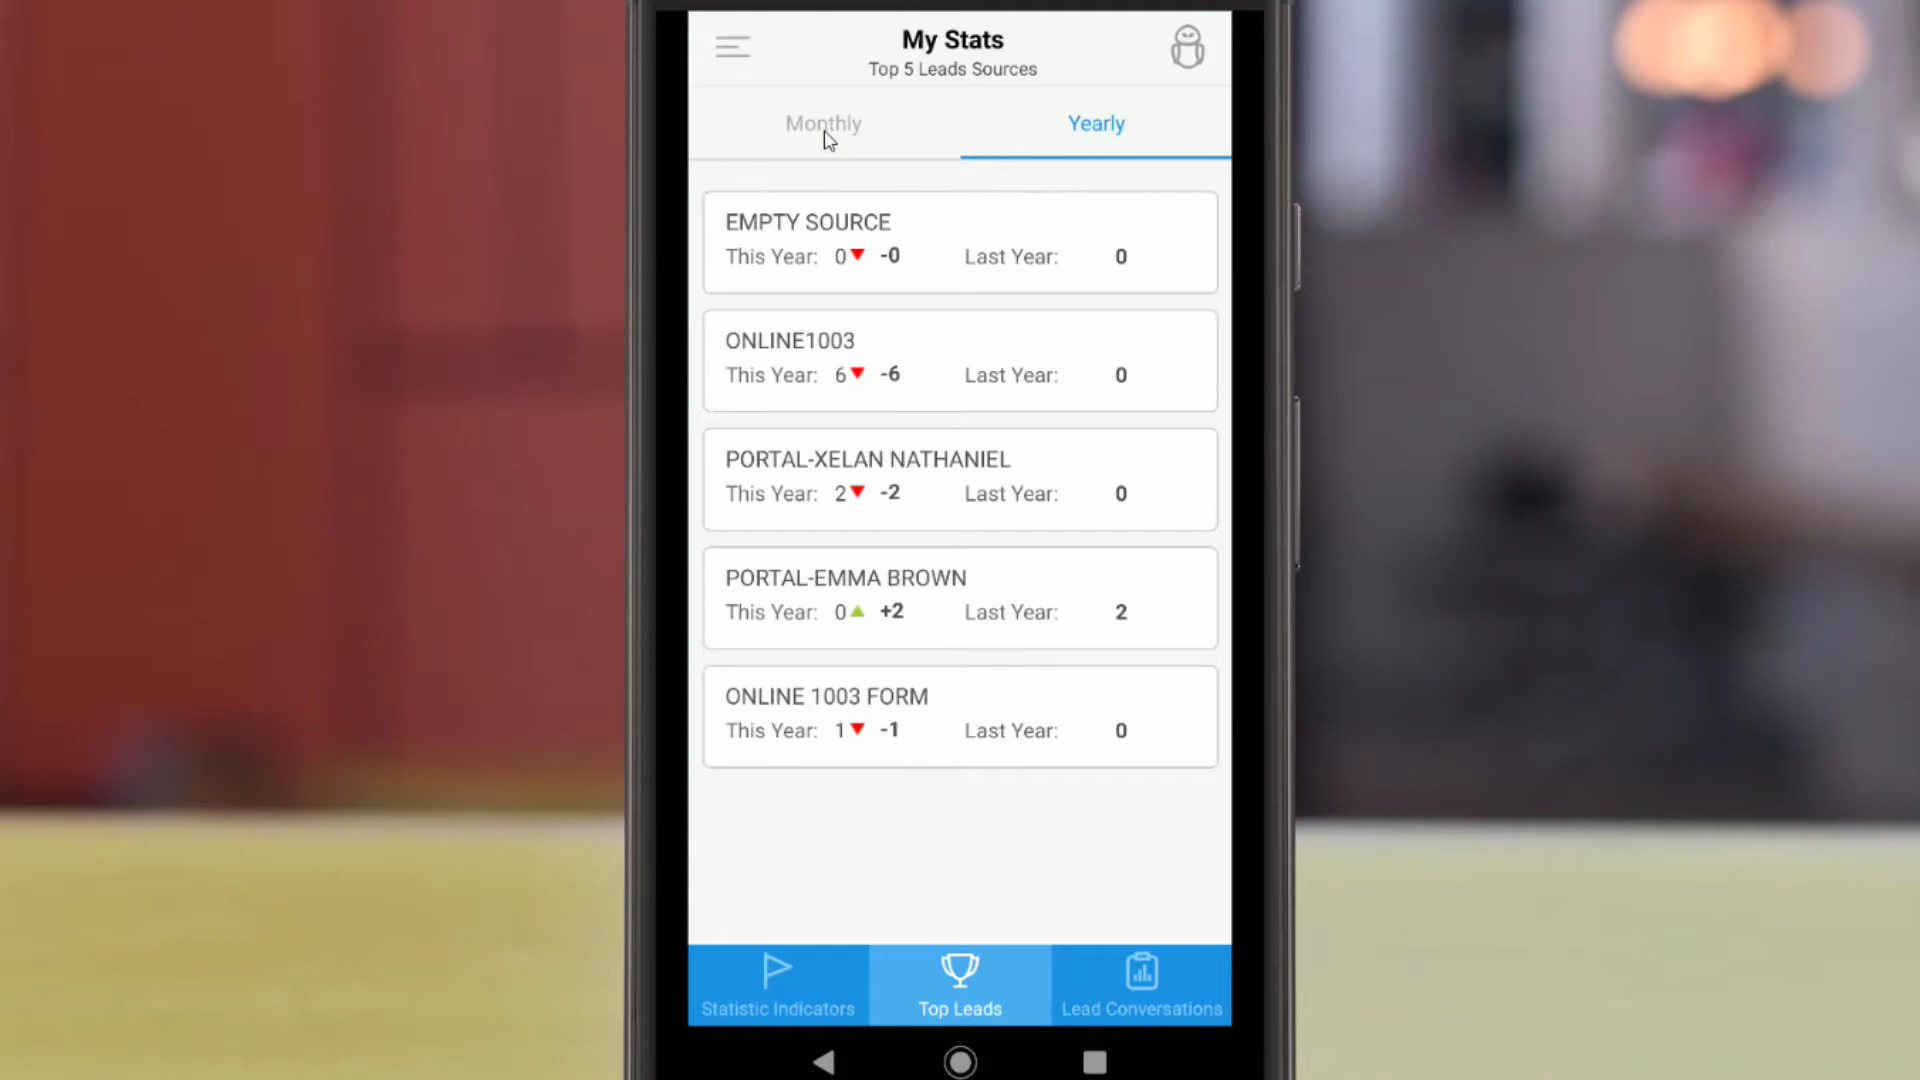 My Stats
Top 5 Leads Sources
Monthly
Yearly
EMPTY SOURCE
This Year: 0 -0 Last Year: 0
ONLINE1003
This Year: 6 -6 Last Year: 0
PORTAL-XELAN NATHANIEL
This Year: 2 -2 Last Year: 0
PORTAL-EMMA BROWN
This Year: 0 +2 Last Year: 2
ONLINE 1003 FORM
This Year: 1 -1 Last Year: 0
Statistic Indicators
Top Leads
Lead Conversations